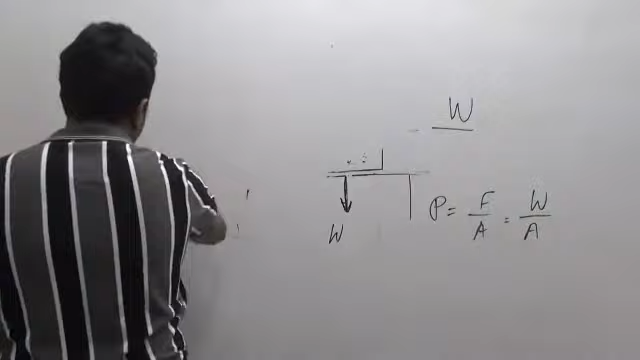 W
W
P = F/A = W/A